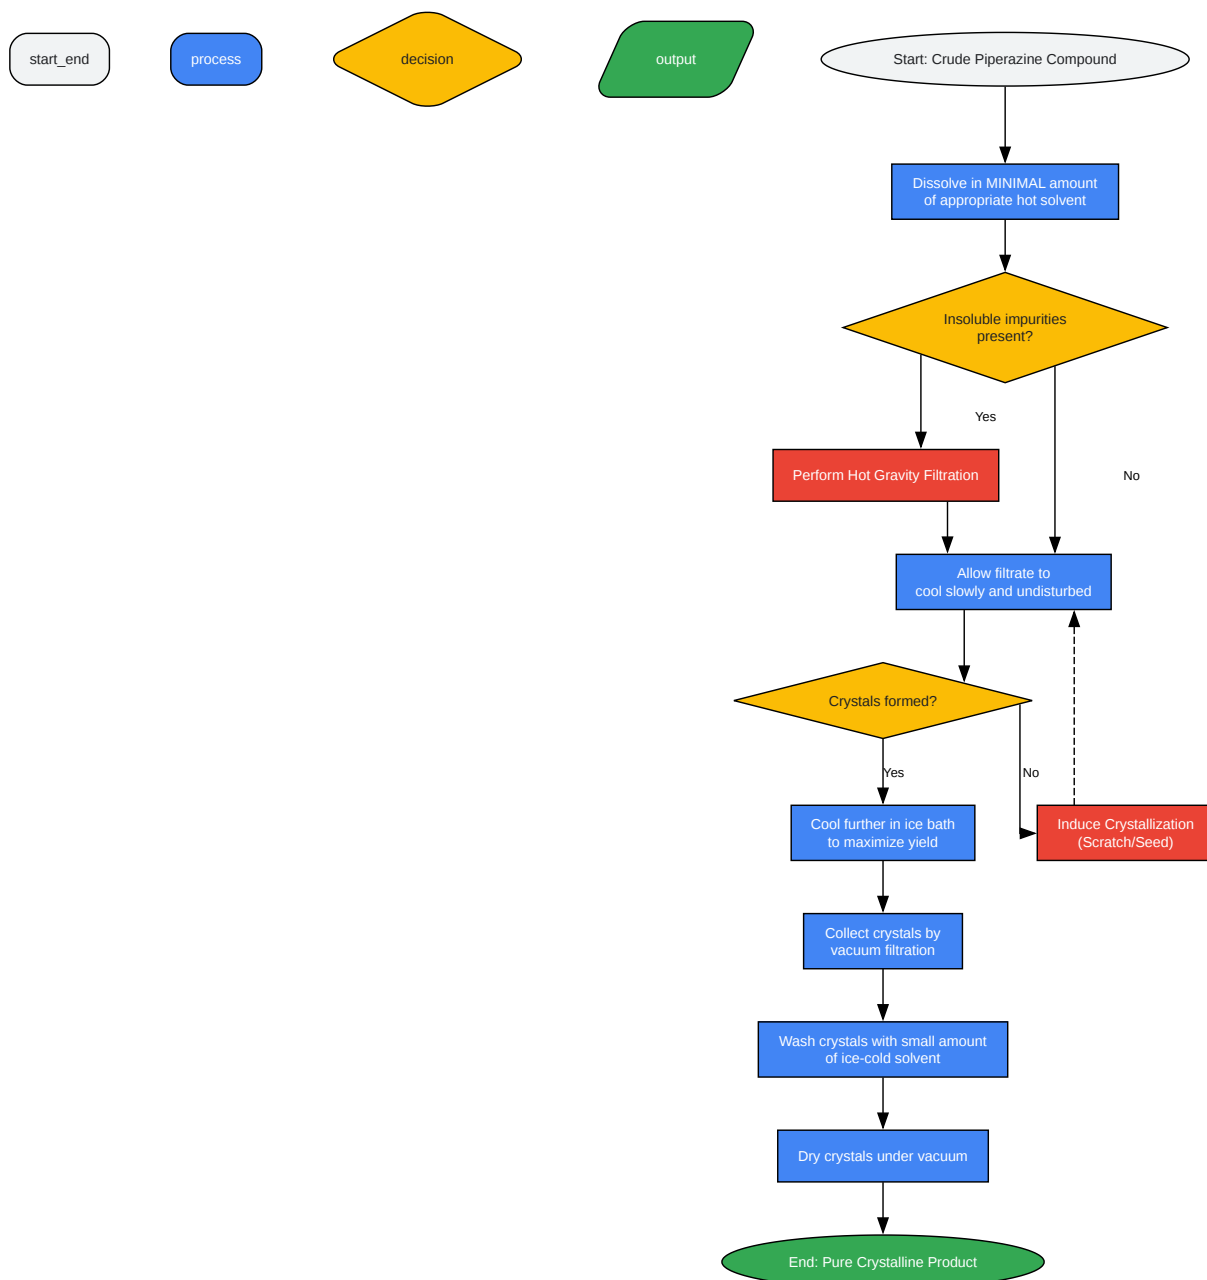 start_end
process
decision
output
Start: Crude Piperazine Compound
Dissolve in MINIMAL amount
of appropriate hot solvent
Insoluble impurities
present?
Yes
Perform Hot Gravity Filtration
No
Allow filtrate to
cool slowly and undisturbed
Crystals formed?
Yes
No
Cool further in ice bath
to maximize yield
Induce Crystallization
(Scratch/Seed)
Collect crystals by
vacuum filtration
Wash crystals with small amount
of ice-cold solvent
Dry crystals under vacuum
End: Pure Crystalline Product